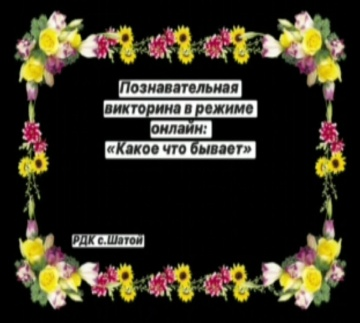 Познавательная
викторина в режиме
онлайн:
«Какое что бывает»
РДК с.Шатой